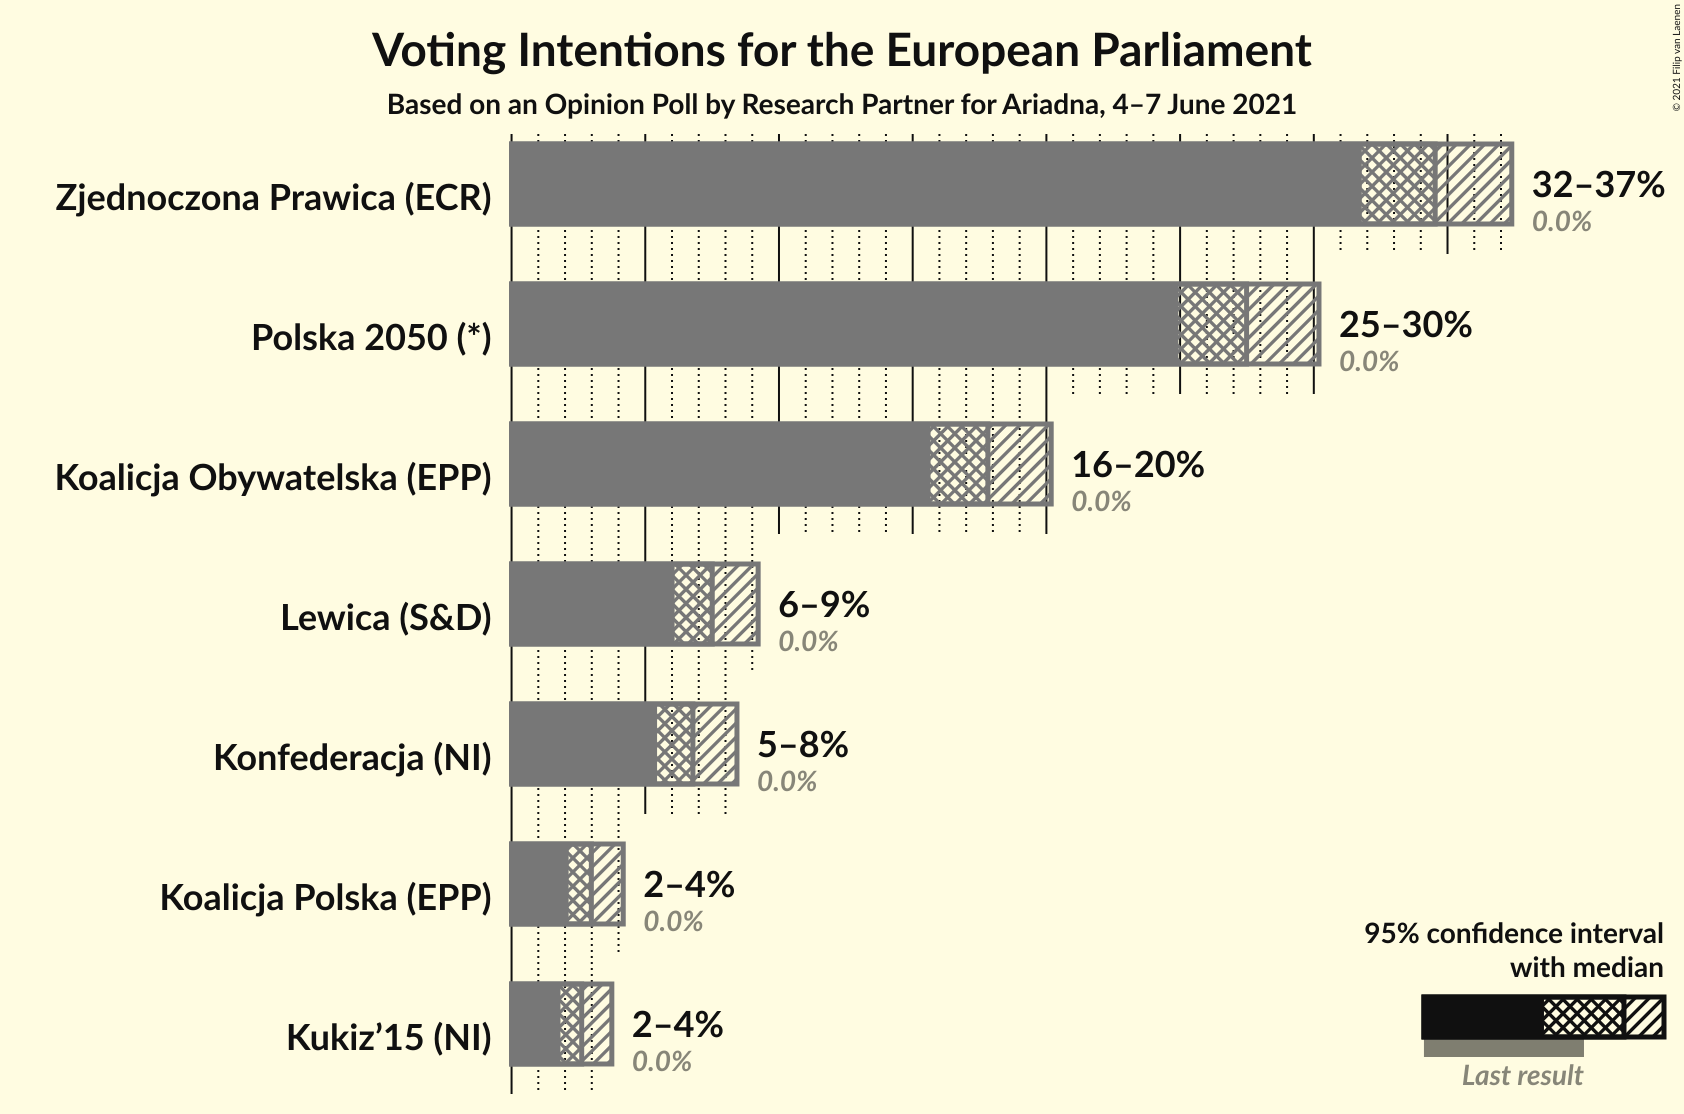 Voting Intentions for the European Parliament
Based on an Opinion Poll by Research Partner for Ariadna, 4–7 June 2021
© 2021 Filip van Laenen
Zjednoczona Prawica (ECR)
32–37%
0.0%
Polska 2050 (*)
25–30%
0.0%
Koalicja Obywatelska (EPP)
16–20%
0.0%
Lewica (S&D)
6–9%
0.0%
Konfederacja (NI)
5–8%
0.0%
Koalicja Polska (EPP)
2–4%
0.0%
Kukiz’15 (NI)
2–4%
0.0%
95% confidence interval
with median
Last result